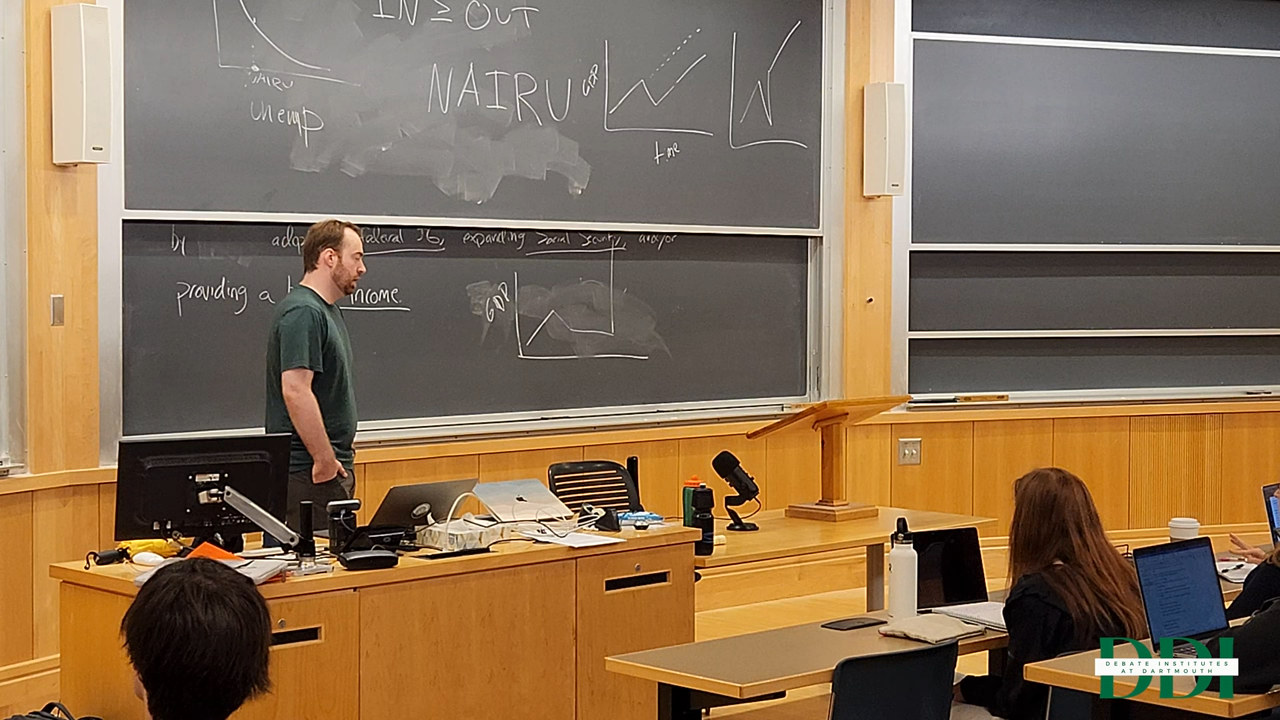 IN ≥ OUT
NAIRU
NAIRU
unemp
GDP
time
by federal JG, expanding Social Security, and/or
providing a income
GDP
DDI
DEBATE INSTITUTES
AT DARTMOUTH